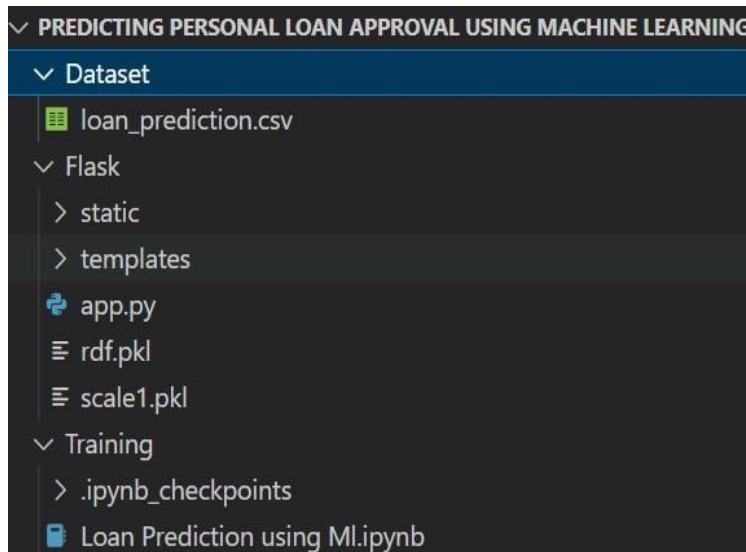 PREDICTING PERSONAL LOAN APPROVAL USING MACHINE LEARNING
Dataset
loan_prediction.csv
Flask
static
templates
app.py
rdf.pkl
scale1.pkl
Training
.ipynb_checkpoints
Loan Prediction using Ml.ipynb